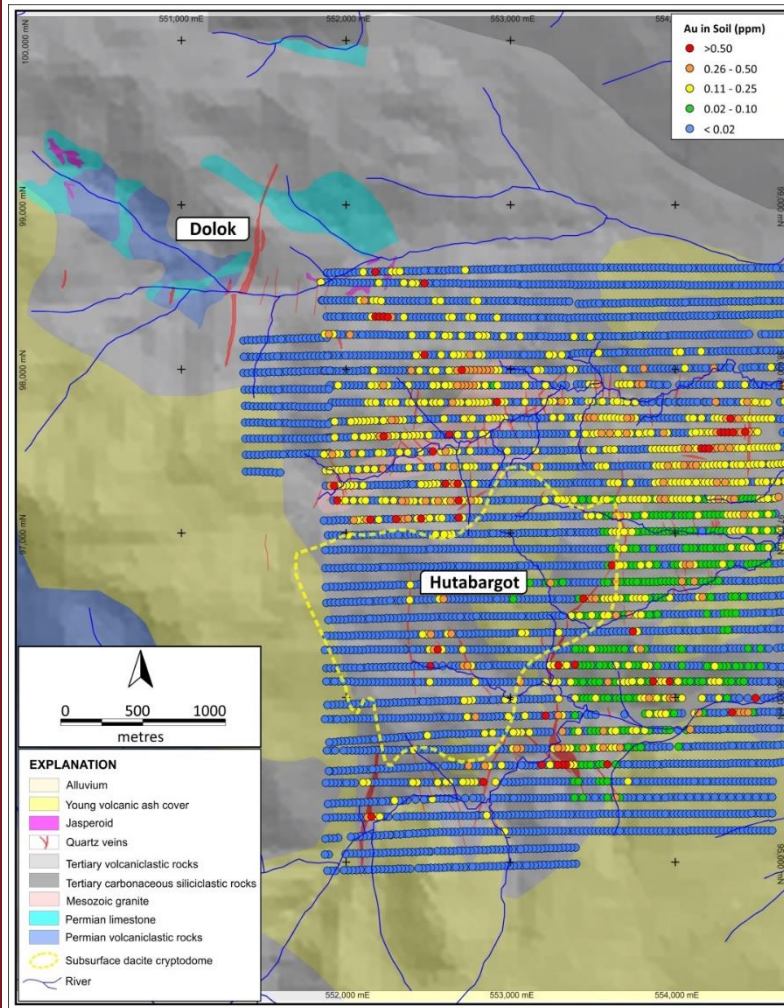 551,000 mE
552,000 mE
553,000 mE
554,
100,000 mN
Au in Soil (ppm)
>0.50
0.26 - 0.50
0.11 - 0.25
0.02 - 0.10
< 0.02
99,000 mN
Dolok
98,000 mN
97,000 mN
Hutabargot
0 500 1000
metres
EXPLANATION
Alluvium
Young volcanic ash cover
Jasperoid
Quartz veins
Tertiary volcaniclastic rocks
Tertiary carbonaceous siliciclastic rocks
Mesozoic granite
Permian limestone
Permian volcaniclastic rocks
Subsurface dacite cryptodome
River
95,000 mN
552,000 mE
553,000 mE
554,000 mE